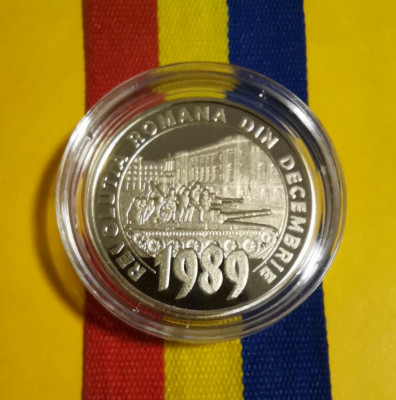 REVOLUTIA ROMANA DIN DECEMBRIE
1989